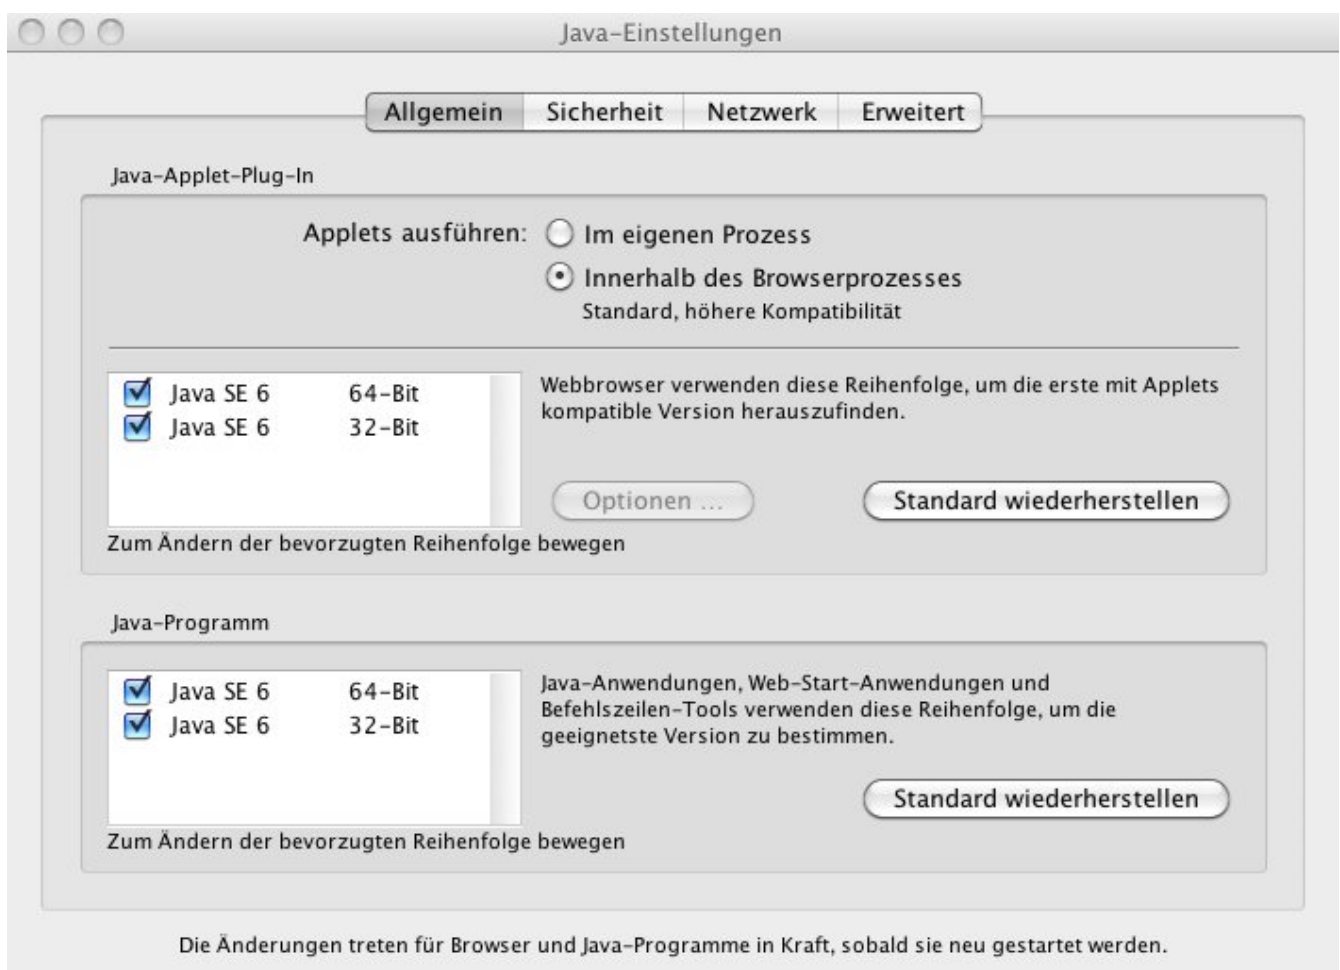 Java-Einstellungen
Allgemein Sicherheit Netzwerk Erweitert
Java-Applet-Plug-In
Applets ausführen: Im eigenen Prozess
Innerhalb des Browserprozesses
Standard, höhere Kompatibilität
Java SE 6 64-Bit
Java SE 6 32-Bit
Webbrowser verwenden diese Reihenfolge, um die erste mit Applets
kompatible Version herauszufinden.
Optionen ... Standard wiederherstellen
Zum Ändern der bevorzugten Reihenfolge bewegen
Java-Programm
Java SE 6 64-Bit
Java SE 6 32-Bit
Java-Anwendungen, Web-Start-Anwendungen und
Befehlszeilen-Tools verwenden diese Reihenfolge, um die
geeignetste Version zu bestimmen.
Standard wiederherstellen
Zum Ändern der bevorzugten Reihenfolge bewegen
Die Änderungen treten für Browser und Java-Programme in Kraft, sobald sie neu gestartet werden.